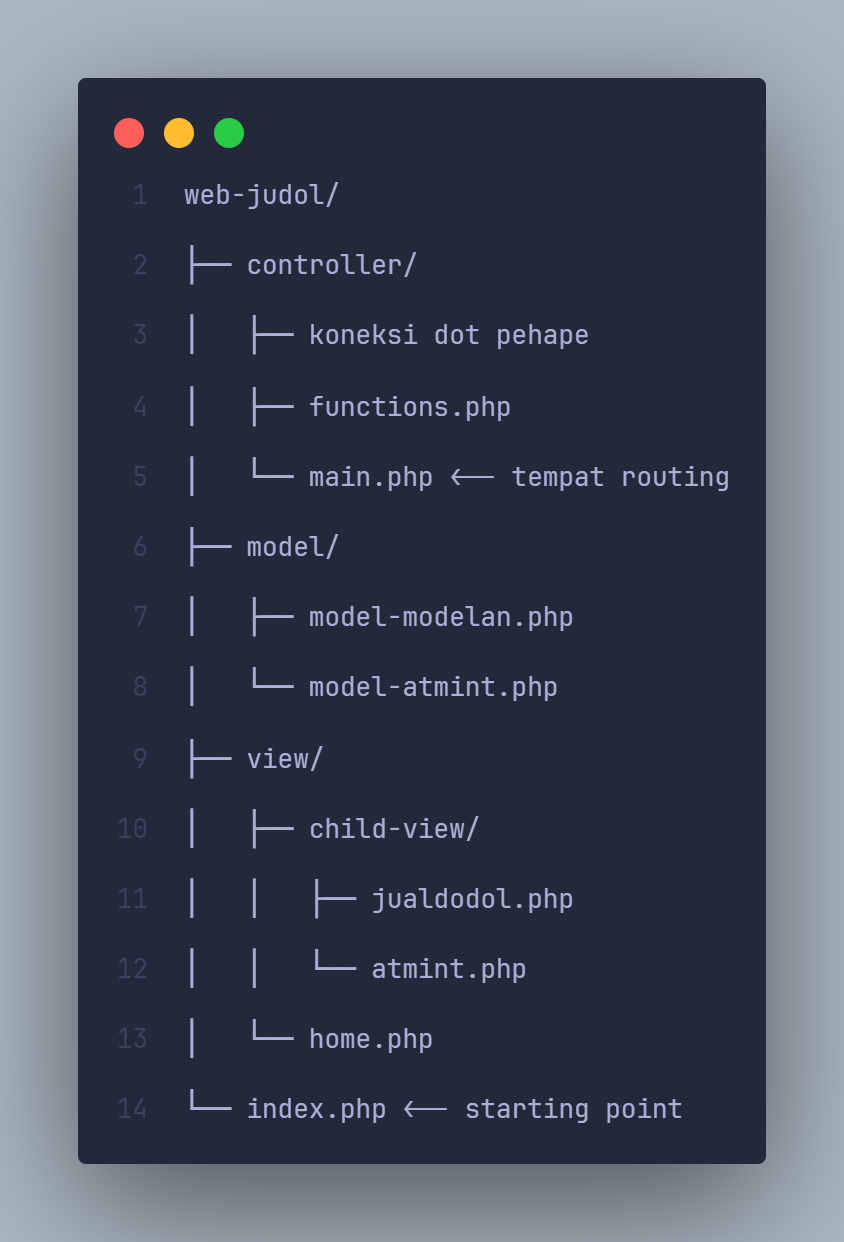 1 web-judol/
2 ├── controller/
3 │   ├── koneksi dot pehape
4 │   ├── functions.php
5 │   └── main.php <-- tempat routing
6 ├── model/
7 │   ├── model-modelan.php
8 │   └── model-atmint.php
9 ├── view/
10 │   ├── child-view/
11 │   │   ├── jualdodol.php
12 │   │   └── atmint.php
13 │   └── home.php
14 └── index.php <-- starting point